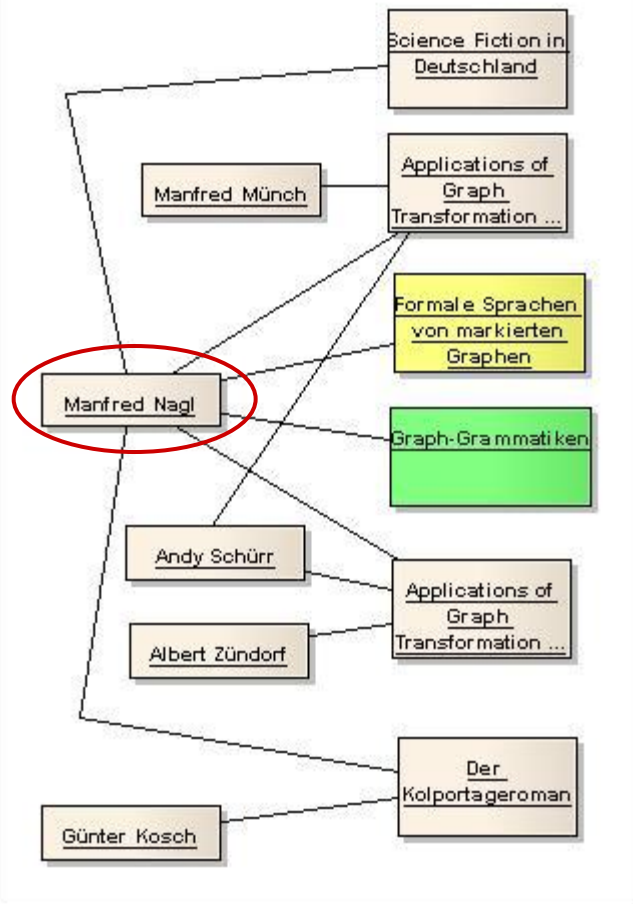 Science Fiction in
Deutschland
Applications of
Graph
Transformation ...
Manfred Münch
Formale Sprachen
von markierten
Graphen
Manfred Nagl
Graph-Grammatiken
Andy Schürr
Applications of
Graph
Transformation ...
Albert Zündorf
Der
Kolportageroman
Günter Kosch